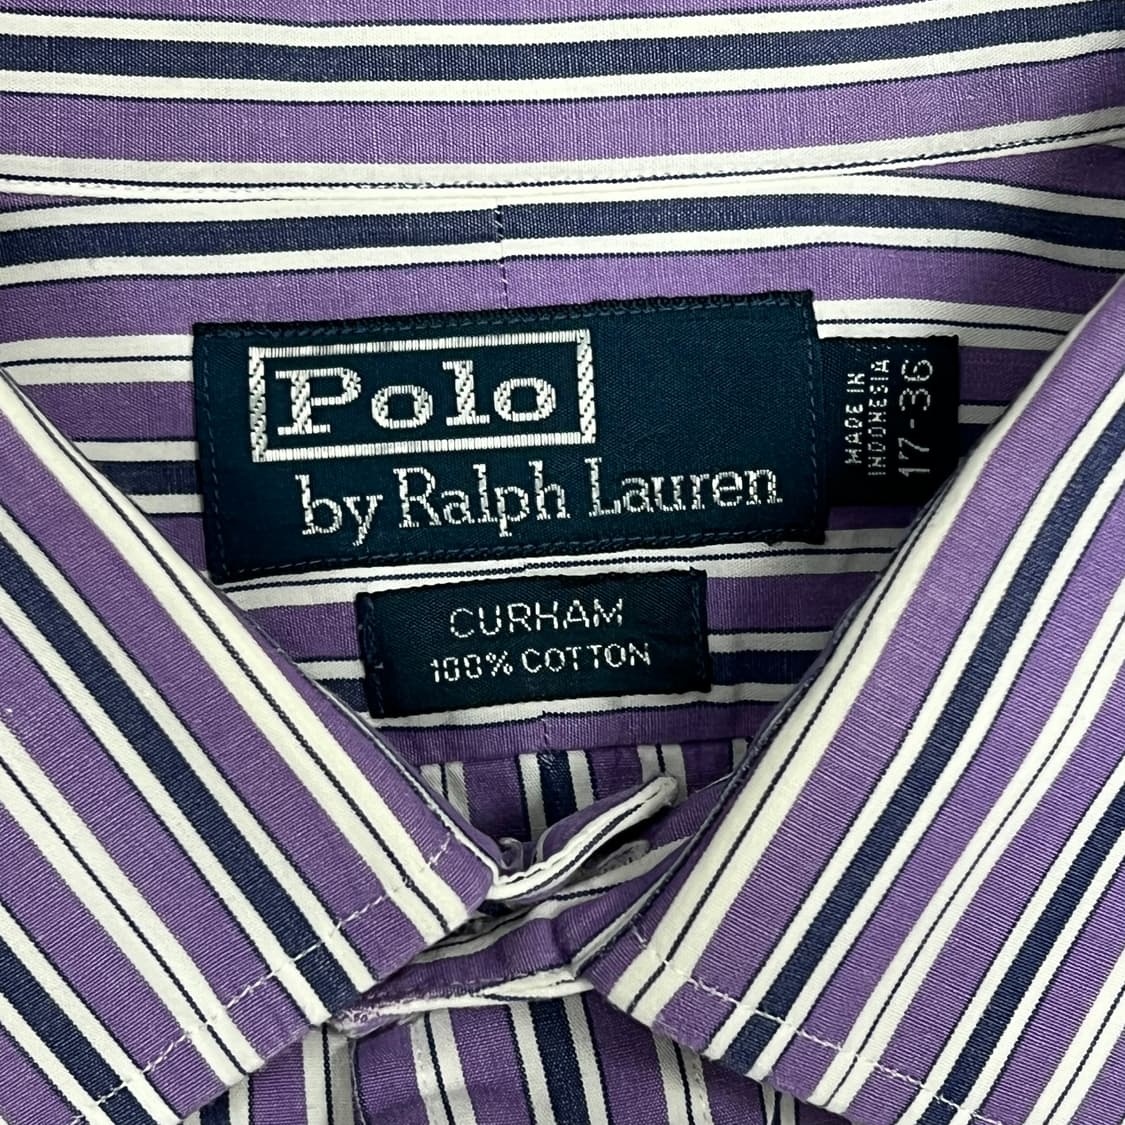 Polo
by Ralph Lauren
MADE IN
INDONESIA
17-36
CURHAM
100% COTTON